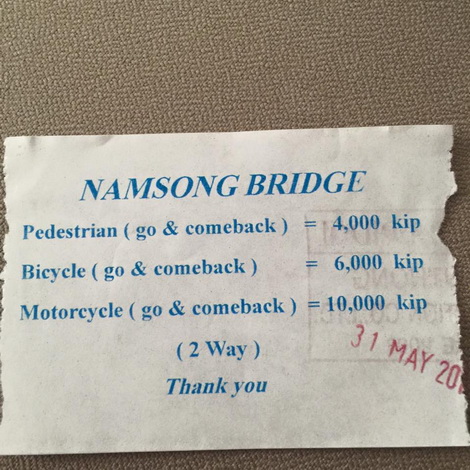 NAMSONG BRIDGE
Pedestrian ( go & comeback ) = 4,000 kip
Bicycle ( go & comeback ) = 6,000 kip
Motorcycle ( go & comeback ) = 10,000 kip
( 2 Way )
31 MAY 20
Thank you